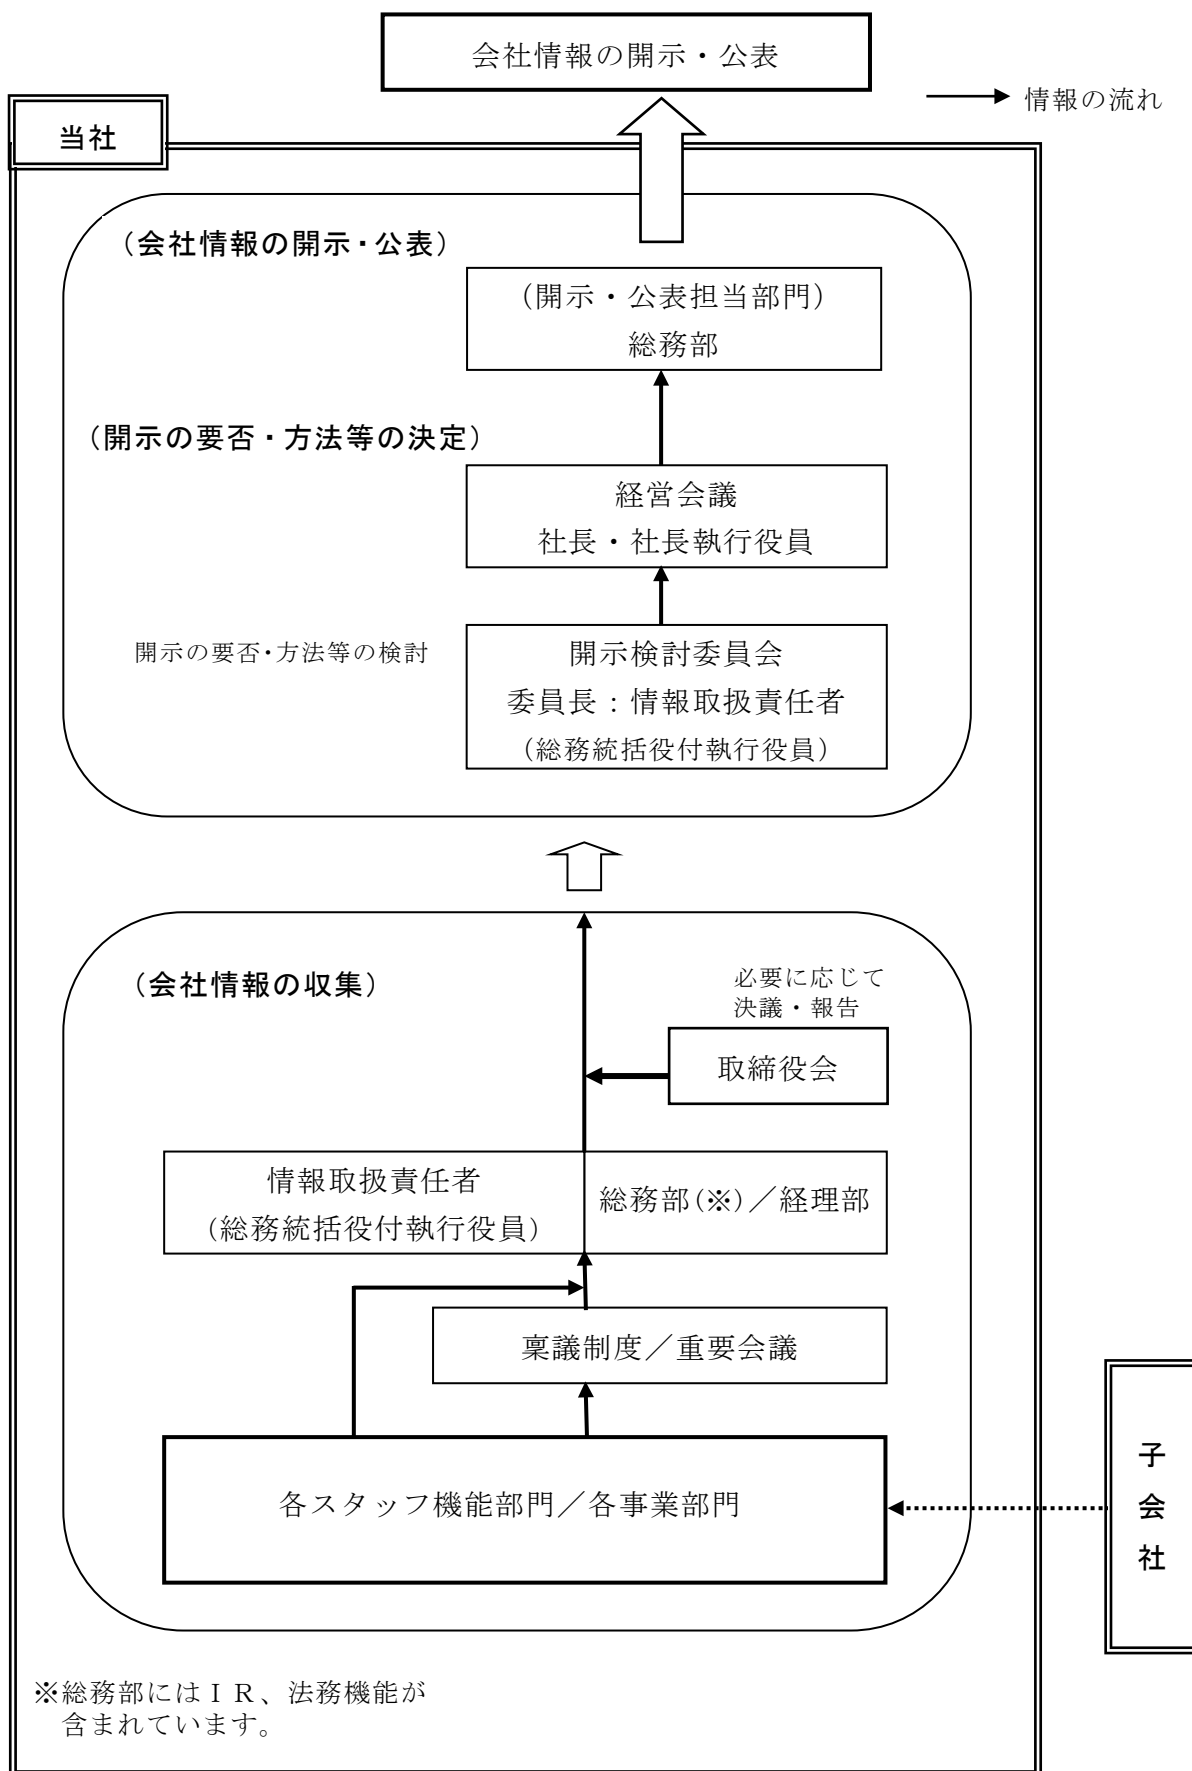 会社情報の開示・公表
情報の流れ
当社
（会社情報の開示・公表）
（開示・公表担当部門）
総務部
（開示の要否・方法等の決定）
経営会議
社長・社長執行役員
開示の要否・方法等の検討
開示検討委員会
委員長：情報取扱責任者
（総務統括役付執行役員）
（会社情報の収集）
必要に応じて
決議・報告
取締役会
情報取扱責任者
（総務統括役付執行役員）
総務部(※)／経理部
稟議制度／重要会議
各スタッフ機能部門／各事業部門
子会社
※総務部にはＩＲ、法務機能が
含まれています。